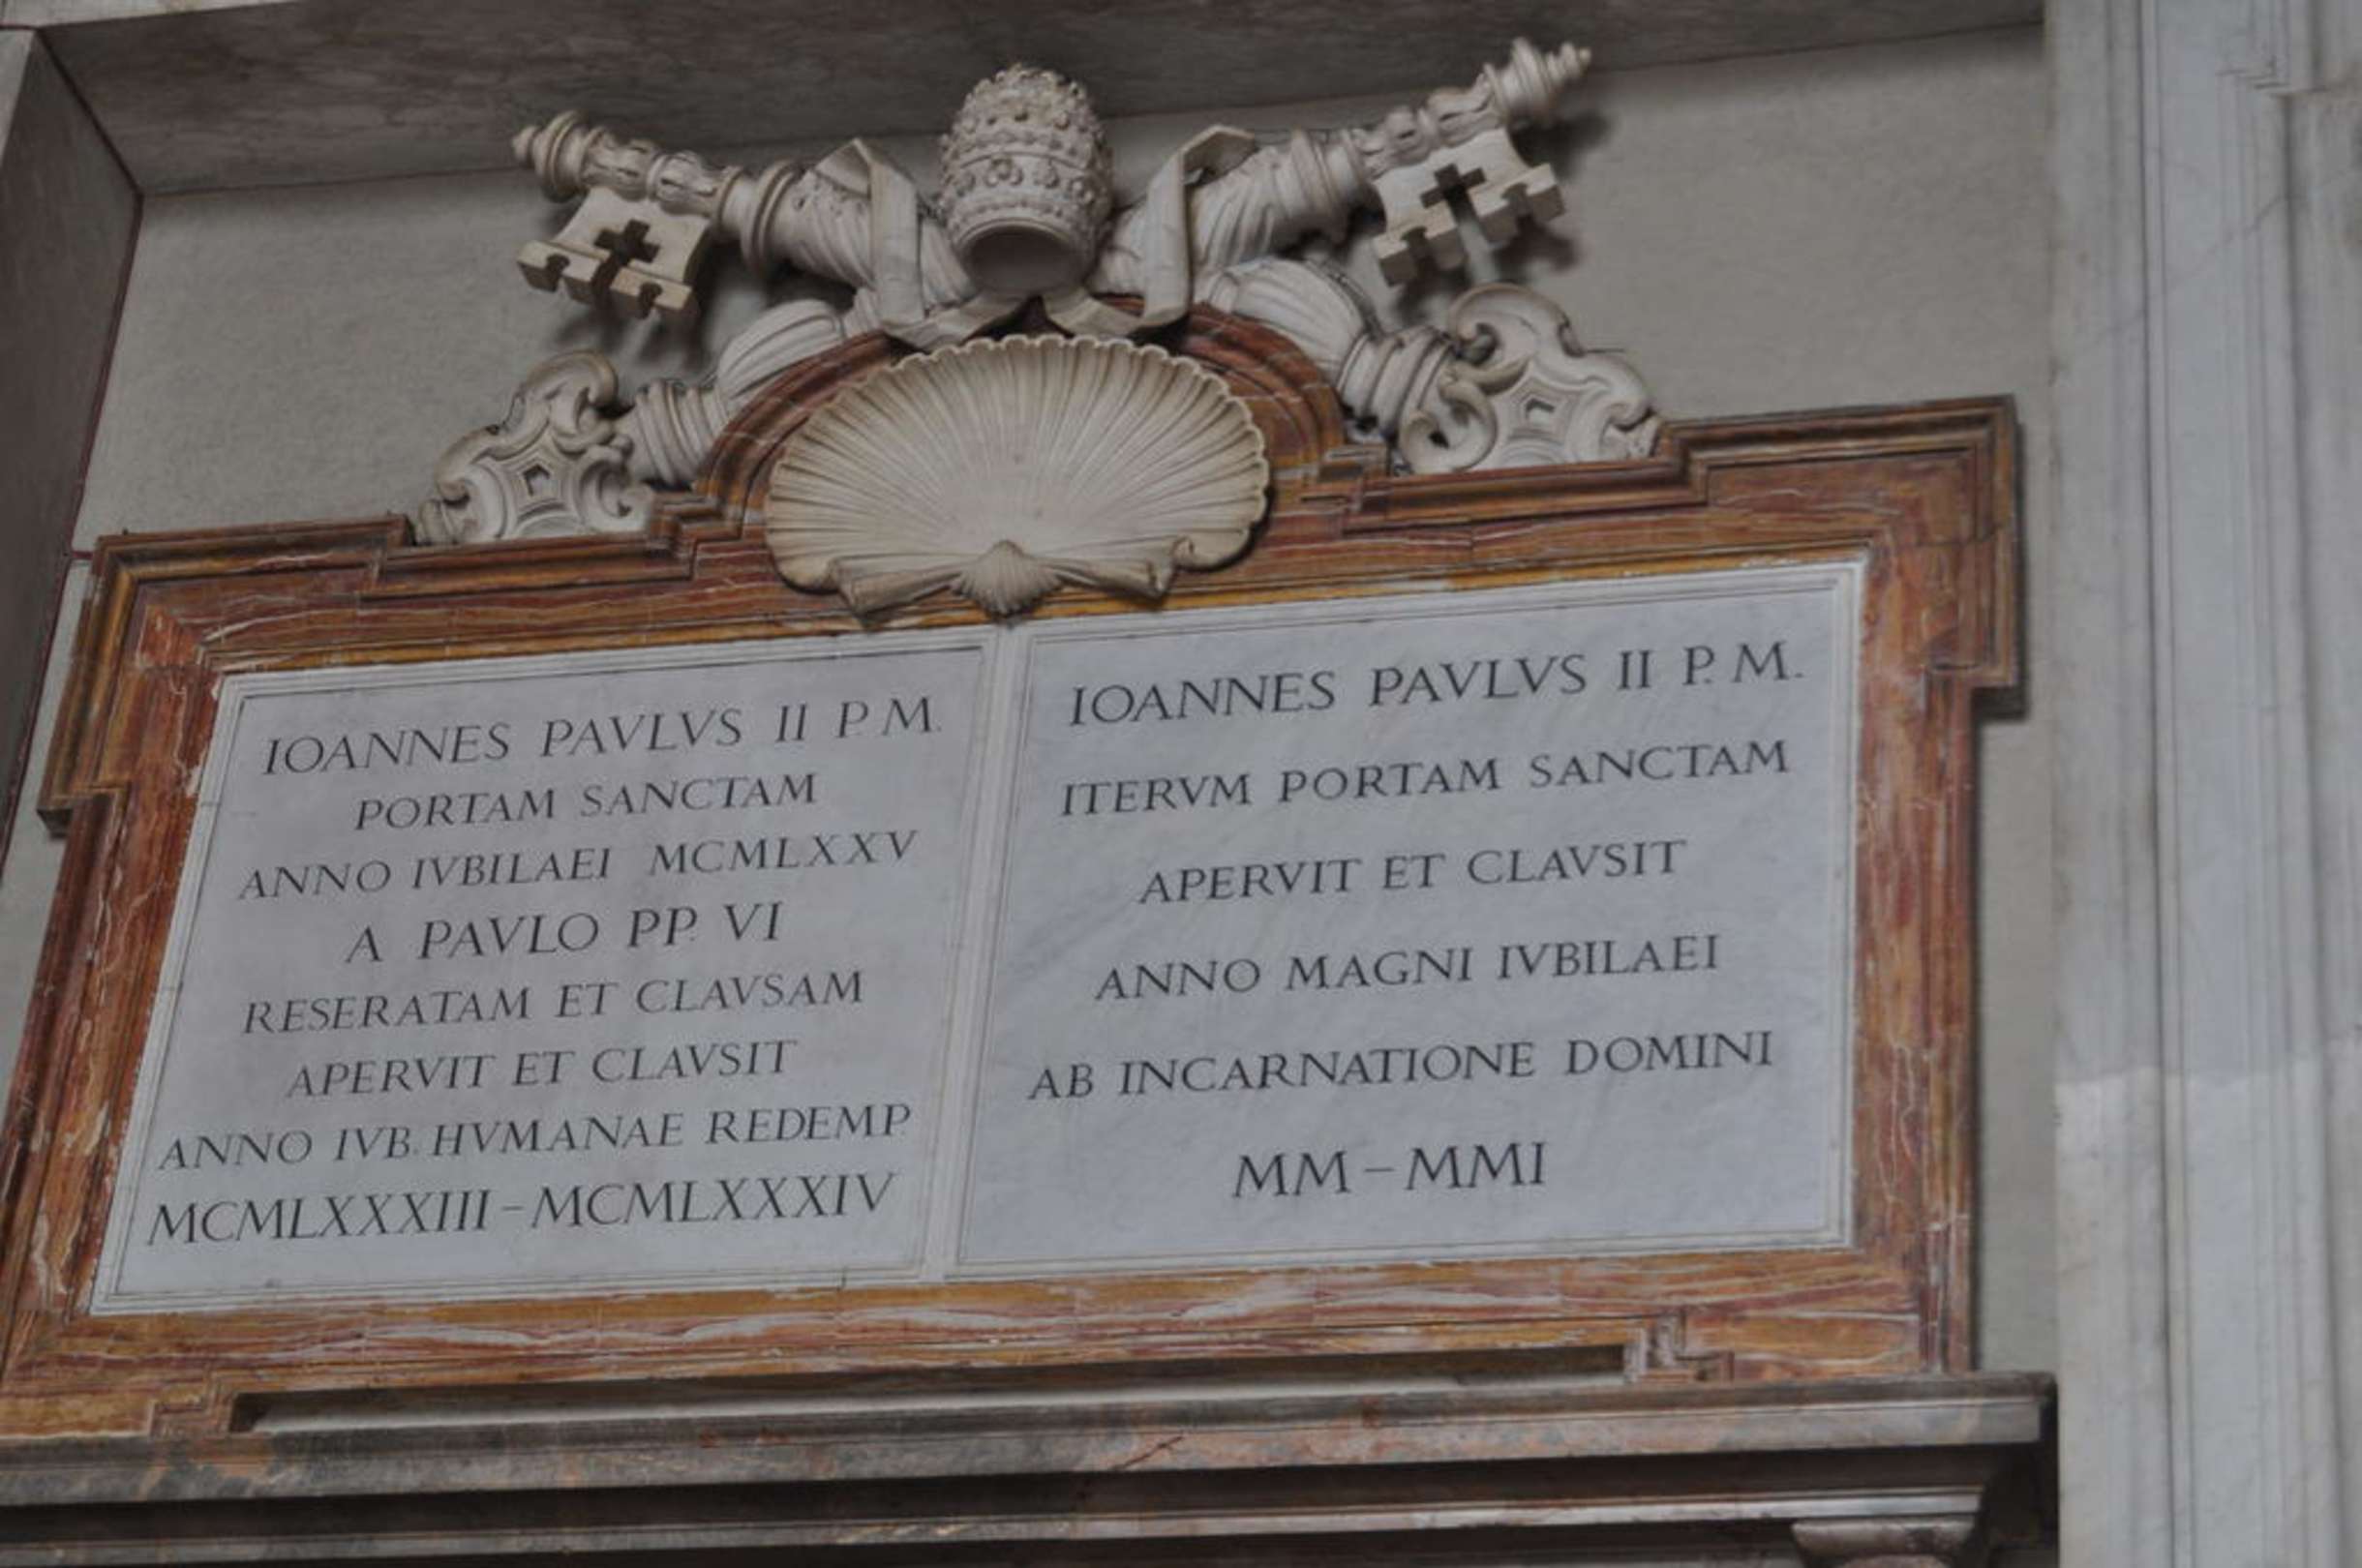 IOANNES PAVLVS II P M.
PORTAM SANCTAM
ANNO IVBILAEI MCMLXXV
A PAVLO PP. VI
RESERATAM ET CLAVSAM
APERVIT ET CLAVSIT
ANNO IVB. HVMANAE REDEMP.
MCMLXXXIII–MCMLXXXIV
IOANNES PAVLVS II P. M.
ITERVM PORTAM SANCTAM
APERVIT ET CLAVSIT
ANNO MAGNI IVBILAEI
AB INCARNATIONE DOMINI
MM–MMI